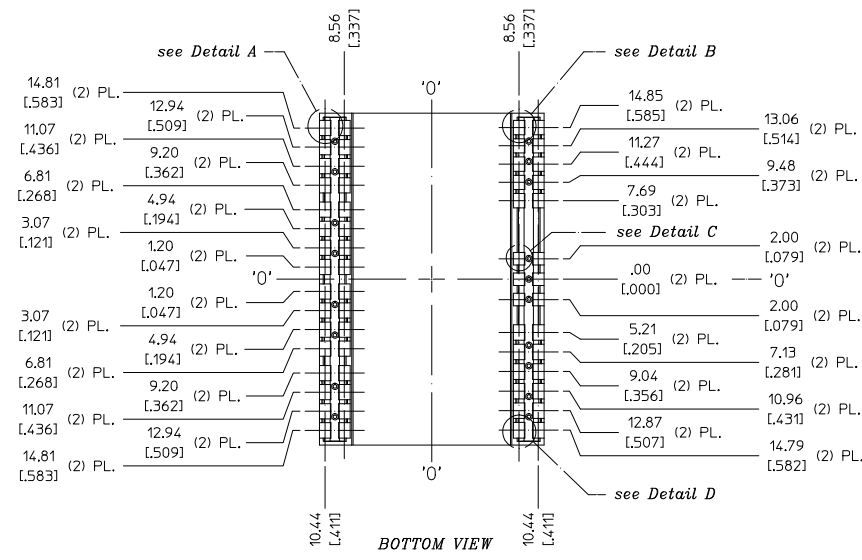 8.56
[.337]
8.56
[.337]
see Detail A
see Detail B
'0'
14.81
[.583] (2) PL.
12.94
[.509] (2) PL.
11.07
[.436] (2) PL.
9.20
[.362] (2) PL.
6.81
[.268] (2) PL.
4.94
[.194] (2) PL.
3.07
[.121] (2) PL.
1.20
[.047] (2) PL.
'0'
1.20
[.047] (2) PL.
3.07
[.121] (2) PL.
4.94
[.194] (2) PL.
6.81
[.268] (2) PL.
9.20
[.362] (2) PL.
11.07
[.436] (2) PL.
12.94
[.509] (2) PL.
14.81
[.583] (2) PL.
14.85
[.585] (2) PL.
13.06
[.514] (2) PL.
11.27
[.444] (2) PL.
9.48
[.373] (2) PL.
7.69
[.303] (2) PL.
see Detail C
2.00
[.079] (2) PL.
.00
[.000] (2) PL.
'0'
2.00
[.079] (2) PL.
5.21
[.205] (2) PL.
7.13
[.281] (2) PL.
9.04
[.356] (2) PL.
10.96
[.431] (2) PL.
12.87
[.507] (2) PL.
14.79
[.582] (2) PL.
'0'
see Detail D
10.44
[.411]
10.44
[.411]
BOTTOM VIEW